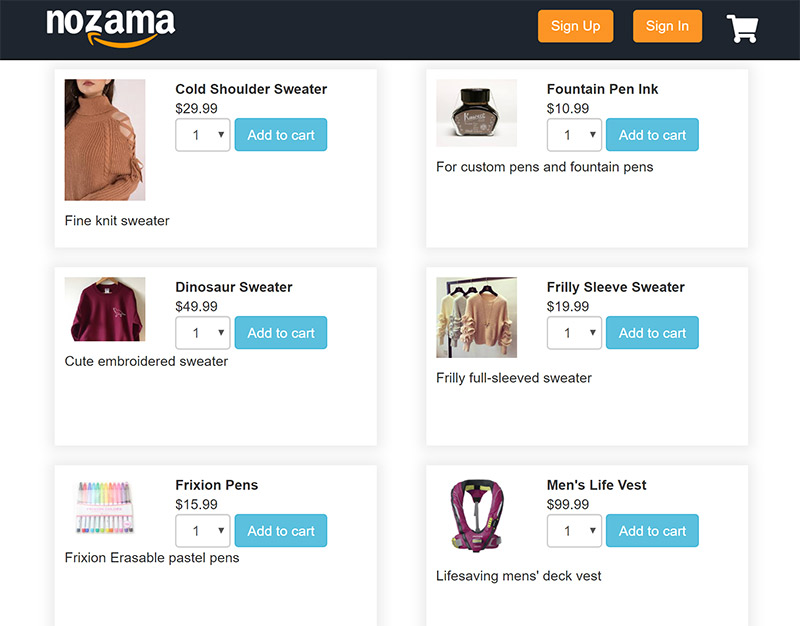 nozama
Sign Up
Sign In
Cold Shoulder Sweater
$29.99
1
Add to cart
Fine knit sweater
Fountain Pen Ink
$10.99
1
Add to cart
For custom pens and fountain pens
Dinosaur Sweater
$49.99
1
Add to cart
Cute embroidered sweater
Frilly Sleeve Sweater
$19.99
1
Add to cart
Frilly full-sleeved sweater
Frixion Pens
$15.99
1
Add to cart
Frixion Erasable pastel pens
Men's Life Vest
$99.99
1
Add to cart
Lifesaving mens' deck vest